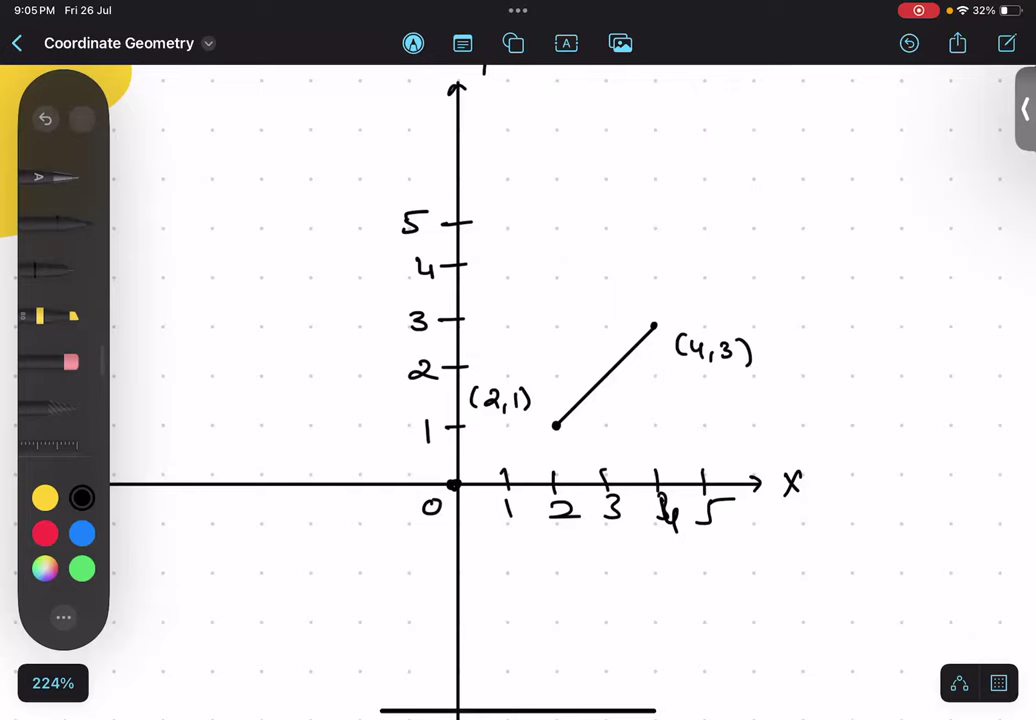 9:05 PM Fri 26 Jul 32%
Coordinate Geometry
5
4
3
(4,3)
2
(2,1)
1
X
0 1 2 3 4 5
224%